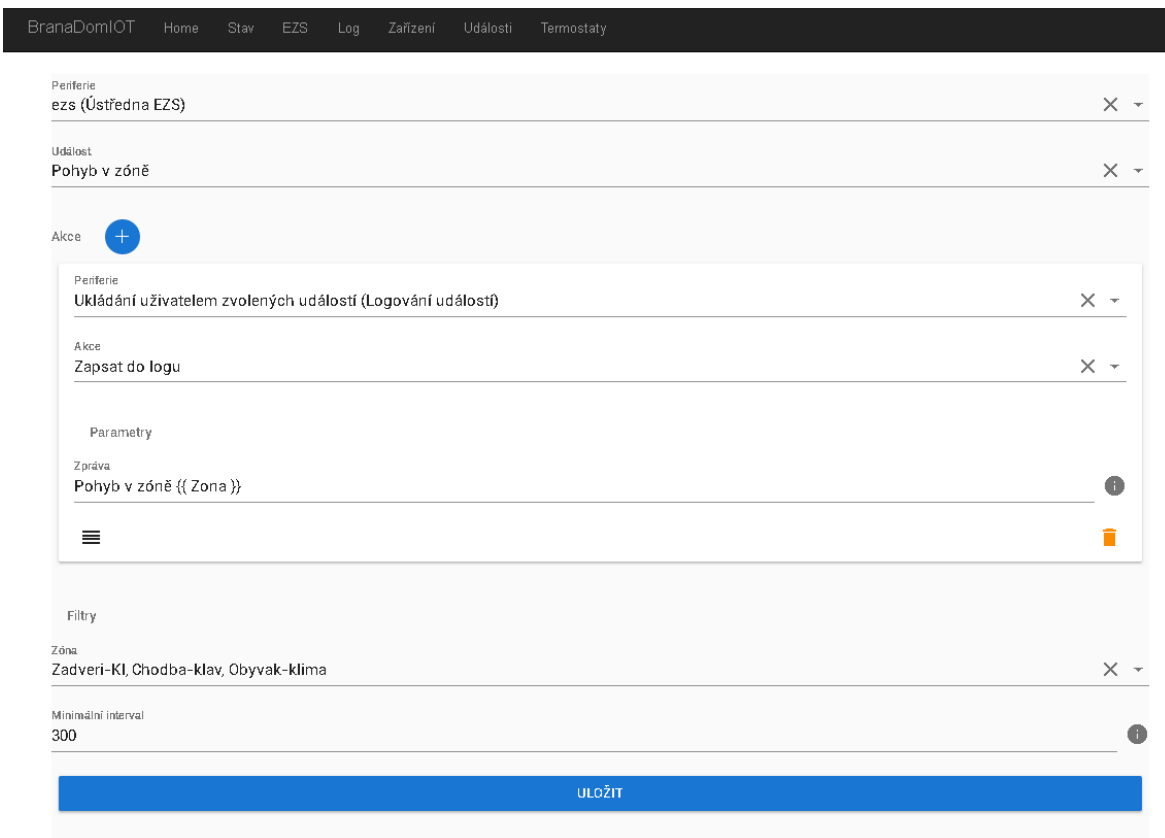 BranaDomIOT Home Stav EZS Log Zařízení Události Termostaty
Periferie
ezs (Ústředna EZS)
Událost
Pohyb v zóně
Akce
Periferie
Ukládání uživatelem zvolených událostí (Logování událostí)
Akce
Zapsat do logu
Parametry
Zpráva
Pohyb v zóně {{ Zona }}
Filtry
Zóna
Zadveri-Kl, Chodba-klav, Obyvak-klima
Minimální interval
300
ULOŽIT